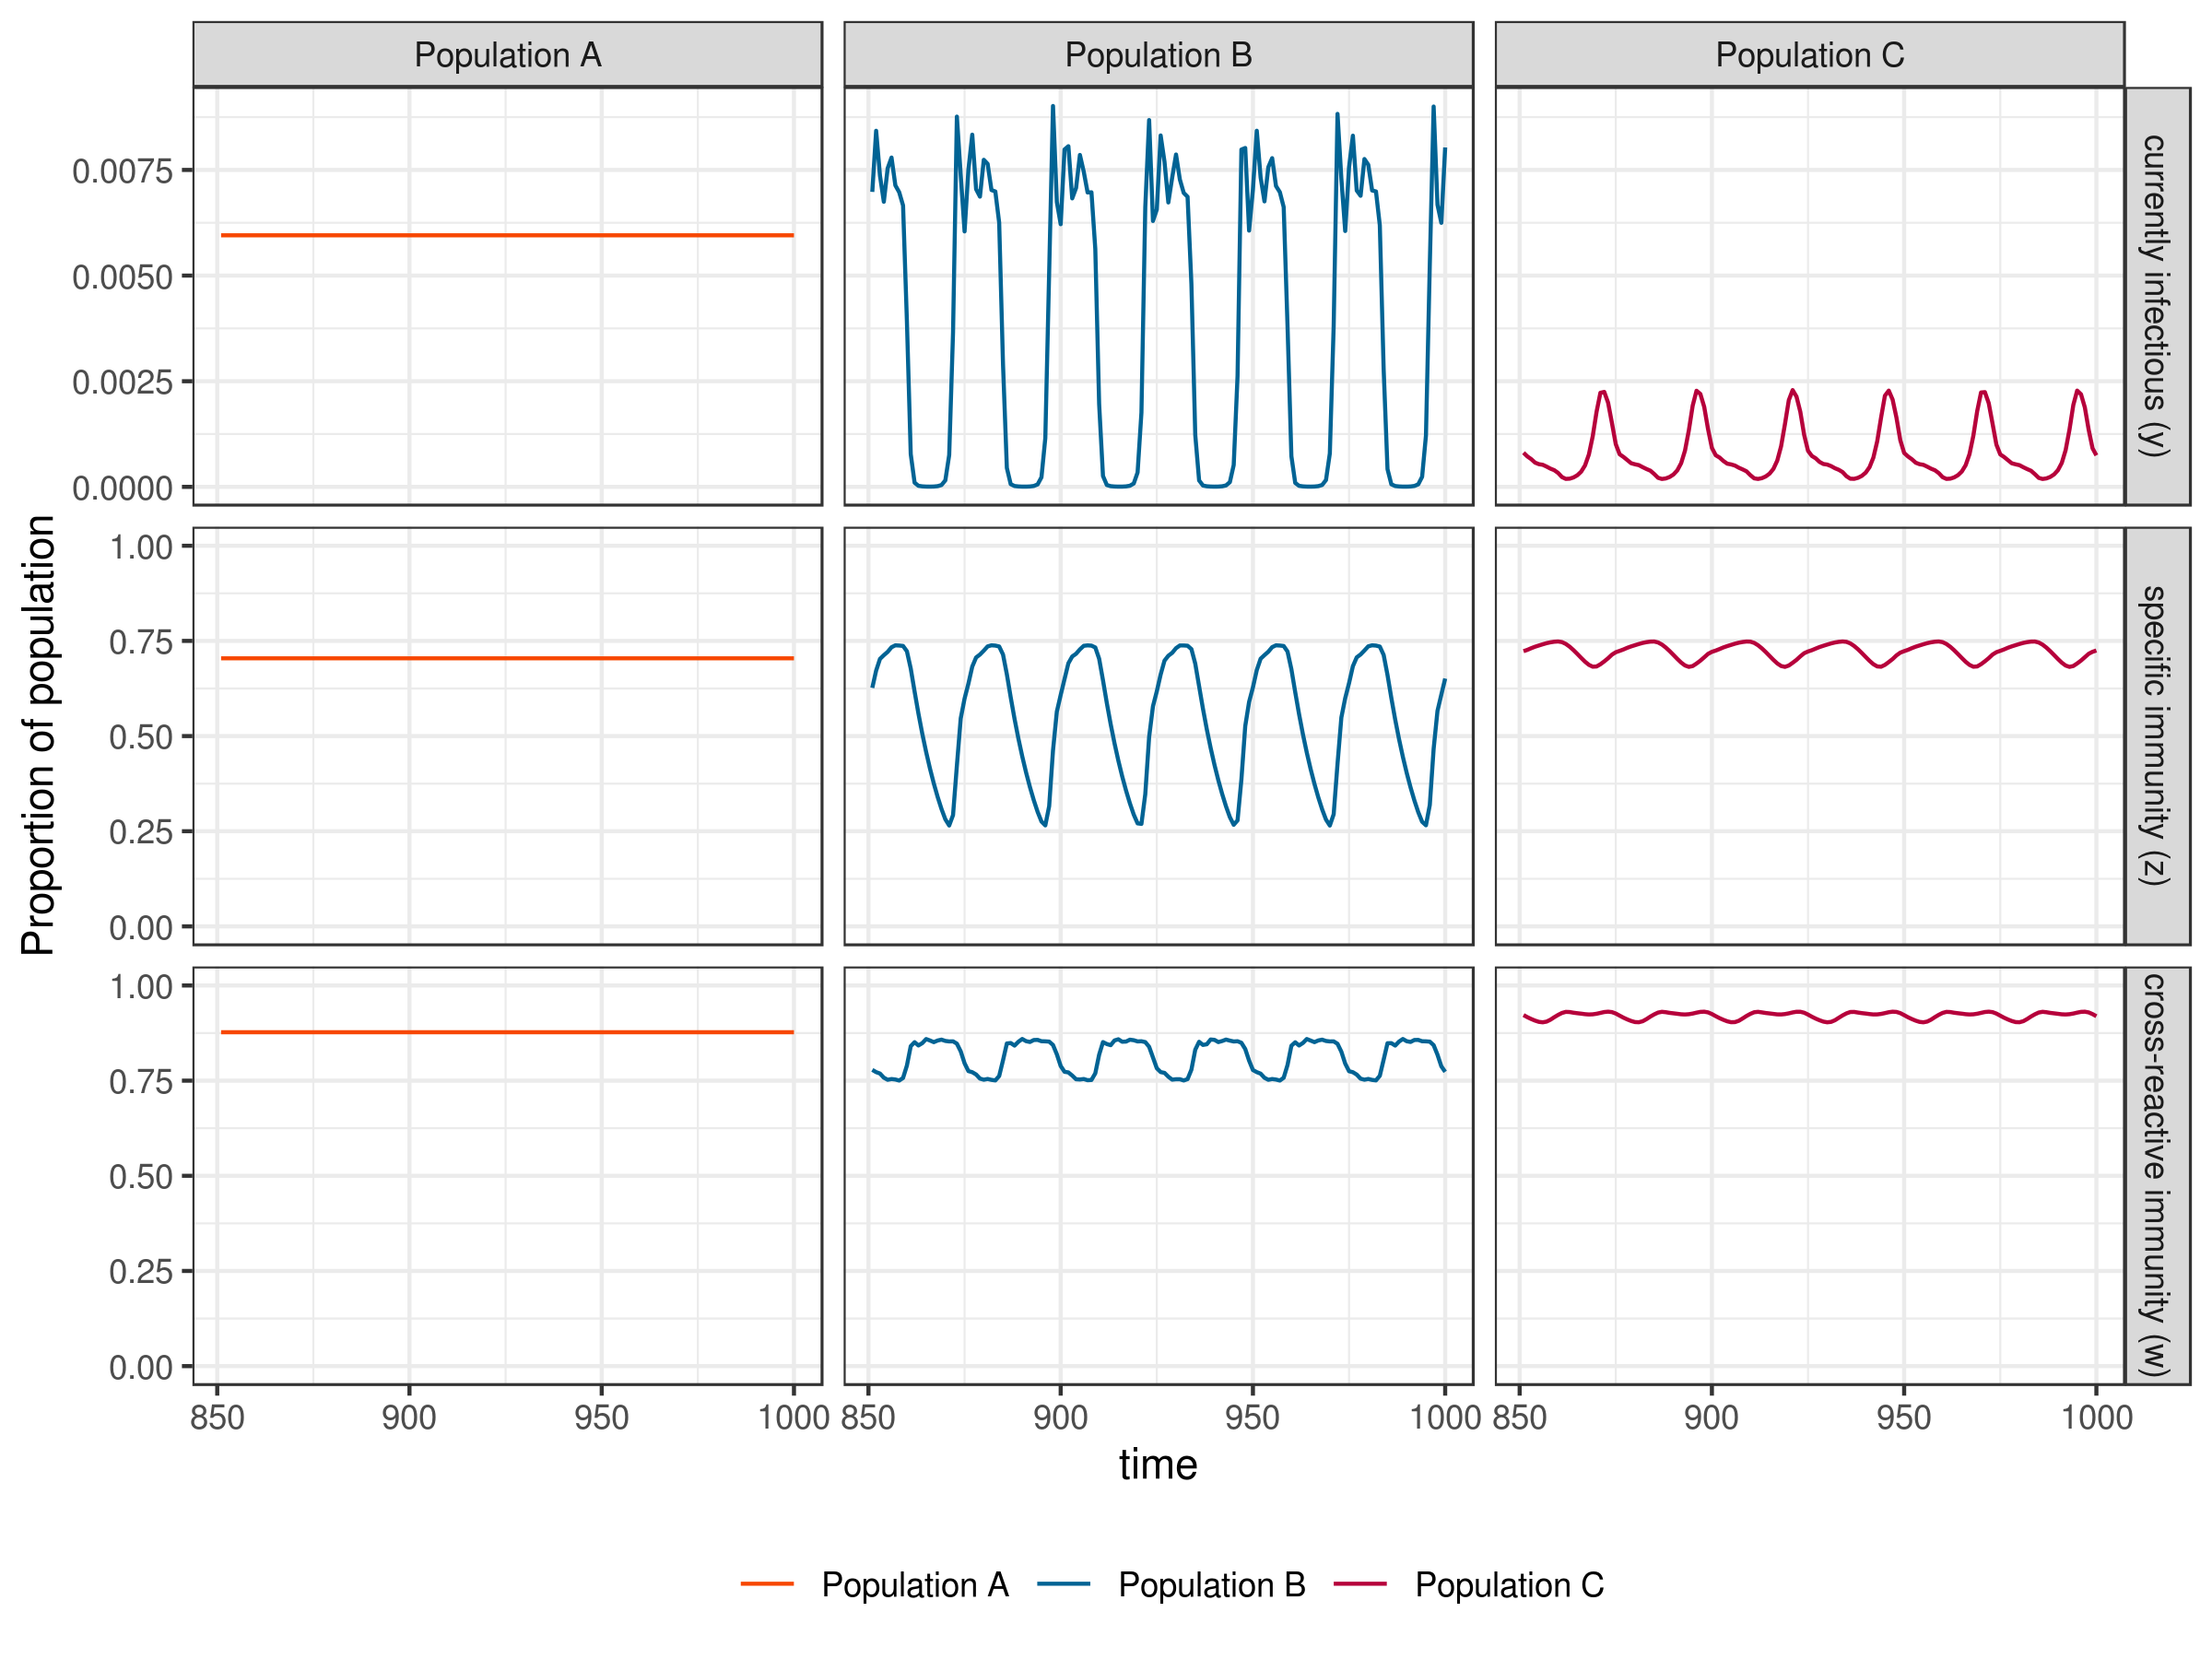 Population A Population B Population C
0.0075
0.0050
0.0025
0.0000
currently infectious (y)
1.00
0.75
0.50
0.25
0.00
specific immunity (z)
1.00
0.75
0.50
0.25
0.00
cross-reactive immunity (w)
Proportion of population
850 900 950 1000 850 900 950 1000 850 900 950 1000
time
Population A Population B Population C